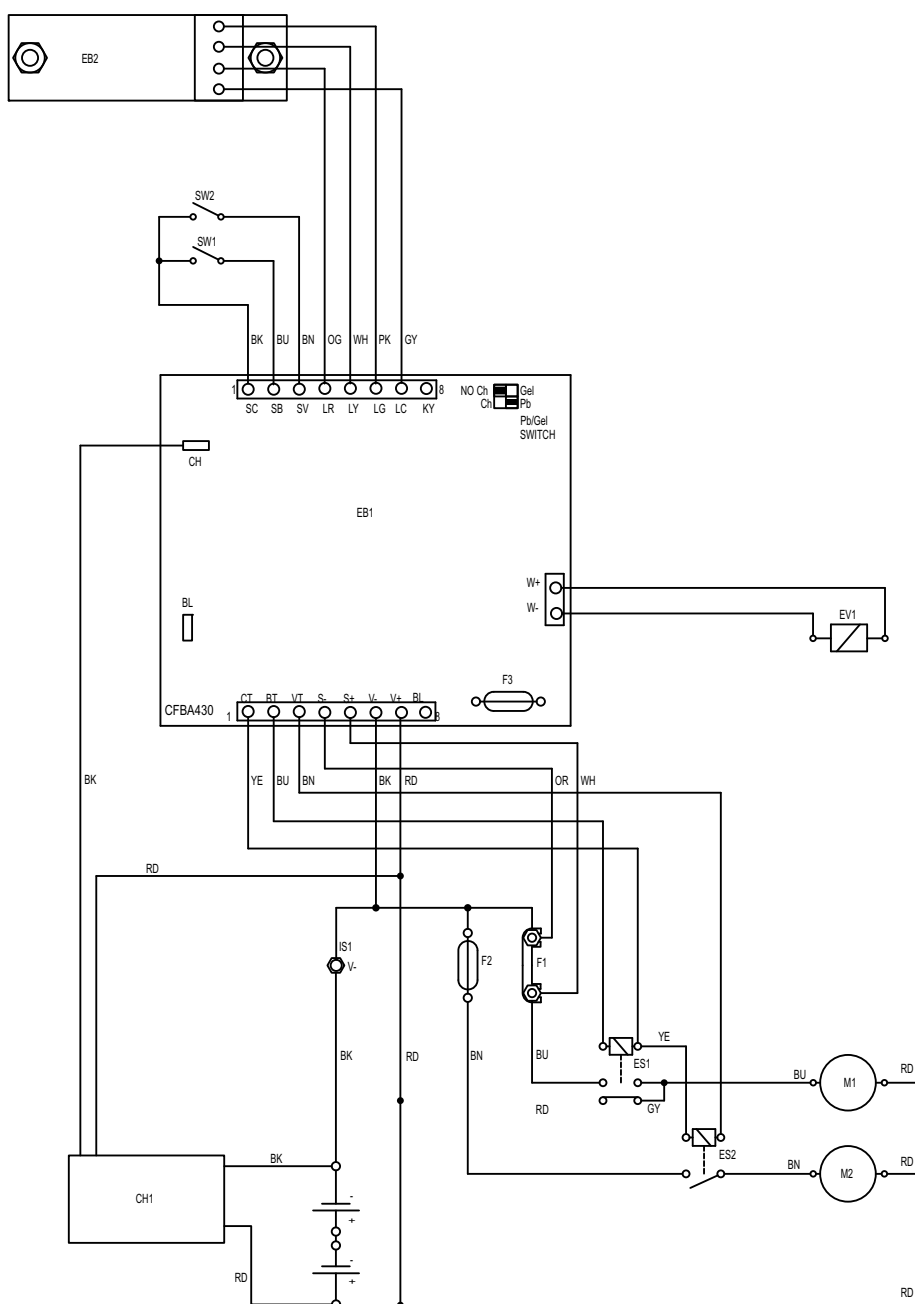 EB2
SW2
SW1
BK BU BN OG WH PK GY
1 8
SC SB SV LR LY LG LC KY
NO Ch Gel
Ch Pb
Pb/Gel
SWITCH
CH
EB1
BL
W+
W-
EV1
F3
CFBA430
CT BT VT S- S+ V- V+ BL
1 8
BK
YE BU BN BK RD OR WH
RD
IS1
V-
F2
F1
BK
RD
BN
BU
YE
ES1
RD
GY
BU
M1
RD
ES2
BN
M2
RD
CH1
BK
-
+
-
+
RD
RD